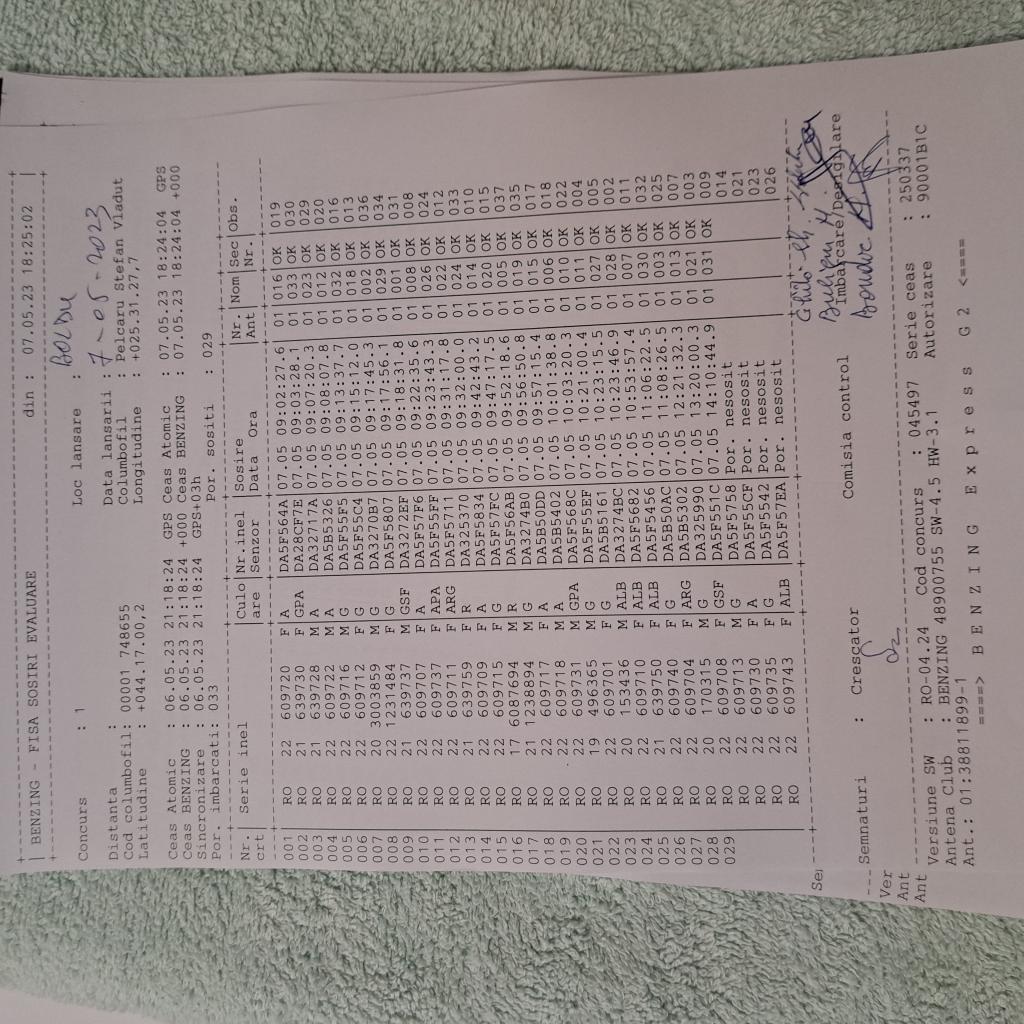 | BENZING - FISA SOSIRI EVALUARE din : 07.05.23 18:25:02 |
Concurs : 1 Loc lansare : BOLDU
Distanta : Data lansarii : 7-05-2023
Cod columbofil: 00001 748655 Columbofil : Pelcaru Stefan Vladut
Latitudine : +044.17.00,2 Longitudine : +025.31.27,7
Ceas Atomic : 06.05.23 21:18:24 GPS Ceas Atomic : 07.05.23 18:24:04 GPS
Ceas BENZING : 06.05.23 21:18:24 +000 Ceas BENZING : 07.05.23 18:24:04 +000
Sincronizare : 06.05.23 21:18:24 GPS+03h
Por. imbarcati: 033 Por. sositi : 029
Nr.| Serie inel |Culo|Nr.inel |Sosire |Nr. |Nom|Sec|Obs.
crt |are |Senzor |Data Ora |Ant | |Nr.|
001 RO 22 609720 F A DA5F564A 07.05 09:02:27.6 01 016 OK 019
002 RO 21 639730 F GPA DA28CF7E 07.05 09:03:28.1 01 033 OK 030
003 RO 21 639728 M A DA32717A 07.05 09:07:20.3 01 023 OK 029
004 RO 22 609722 M A DA5B5326 07.05 09:08:07.8 01 012 OK 020
005 RO 22 609716 M G DA5F55F5 07.05 09:13:37.7 01 032 OK 016
006 RO 22 609712 F G DA5F55C4 07.05 09:15:12.0 01 018 OK 013
007 RO 20 3003859 M G DA3270B7 07.05 09:17:45.3 01 002 OK 036
008 RO 22 1231484 M G DA5F5807 07.05 09:17:56.1 01 029 OK 034
009 RO 21 639737 M GSF DA3272EF 07.05 09:18:31.8 01 001 OK 031
010 RO 22 609707 F A DA5F57F6 07.05 09:22:35.6 01 008 OK 008
011 RO 22 609737 F APA DA5F55FF 07.05 09:23:43.3 01 026 OK 024
012 RO 22 609711 F ARG DA5F5711 07.05 09:31:17.8 01 022 OK 012
013 RO 21 639759 F R DA325370 07.05 09:32:00.0 01 024 OK 033
014 RO 22 609709 F A DA5F5834 07.05 09:42:43.2 01 014 OK 010
015 RO 22 609715 F G DA5F57FC 07.05 09:47:17.5 01 020 OK 015
016 RO 17 6087694 M R DA5F56AB 07.05 09:52:18.6 01 005 OK 037
017 RO 21 1238894 M G DA3274B0 07.05 09:56:50.8 01 019 OK 035
018 RO 22 609717 F A DA5B50DD 07.05 09:57:15.4 01 015 OK 017
019 RO 22 609718 M A DA5B5402 07.05 10:01:38.8 01 006 OK 018
020 RO 22 609731 M GPA DA5F568C 07.05 10:03:20.3 01 010 OK 022
021 RO 19 496365 M G DA5F55EF 07.05 10:21:00.4 01 011 OK 004
022 RO 22 609701 F G DA5B5161 07.05 10:23:15.5 01 027 OK 005
023 RO 20 153436 M ALB DA3274BC 07.05 10:23:46.9 01 028 OK 002
024 RO 22 609710 F ALB DA5F5682 07.05 10:53:57.4 01 007 OK 011
025 RO 21 639750 F ALB DA5F5456 07.05 11:06:22.5 01 OK 032
026 RO 22 609740 F G DA5B50AC 07.05 11:08:26.5 01 003 OK 025
027 RO 22 609704 F ARG DA5B5302 07.05 12:21:32.3 01 013 OK 007
028 RO 20 170315 M G DA325990 07.05 13:20:00.3 01 021 OK 003
029 RO 22 609708 F GSF DA5F551C 07.05 14:10:44.9 01 031 OK 009
RO 22 609713 M G DA5F5758 Por. nesosit 014
RO 22 609730 F A DA5F55CF Por. nesosit 021
RO 22 609735 F G DA5F5542 Por. nesosit 023
RO 22 609743 F ALB DA5F57EA Por. nesosit 026
Semnaturi : Crescator Comisia control Imbarcare/Desigilare
Versiune SW : RO-04.24 Cod concurs : 045497 Serie ceas : 250337
Antena Club : BENZING 48900755 SW-4.5 HW-3.1 Autorizare : 90001B1C
Ant.: 01:38811899-1
====> B E N Z I N G E x p r e s s G 2 <====